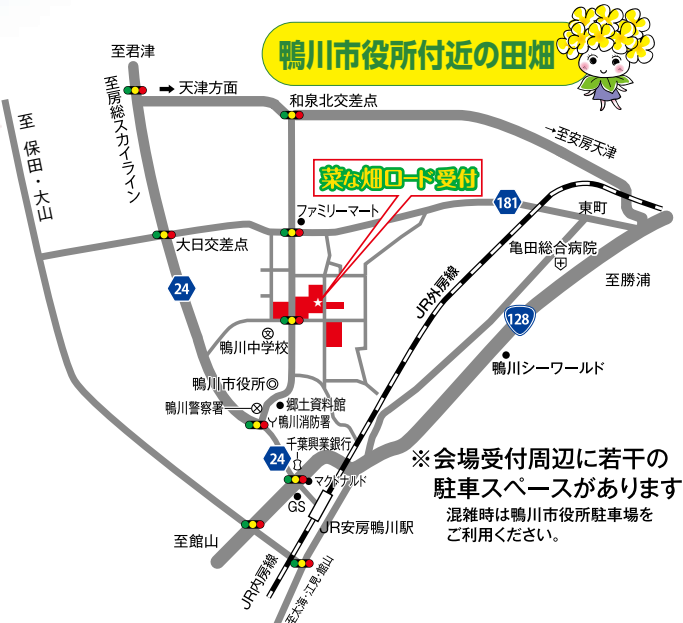 鴨川市役所付近の田畑
至君津
至房総スカイライン
➡ 天津方面
和泉北交差点
→至安房天津
至 保田・大山
菜な畑ロード受付
ファミリーマート
181
東町
大日交差点
亀田総合病院
至勝浦
24
JR外房線
128
文
鴨川中学校
鴨川シーワールド
鴨川市役所◎
鴨川警察署
郷土資料館
鴨川消防署
千葉興業銀行
24
マクドナルド
GS
※会場受付周辺に若干の
駐車スペースがあります
混雑時は鴨川市役所駐車場を
ご利用ください。
JR安房鴨川駅
至館山
JR内房線
至太海・江見・館山